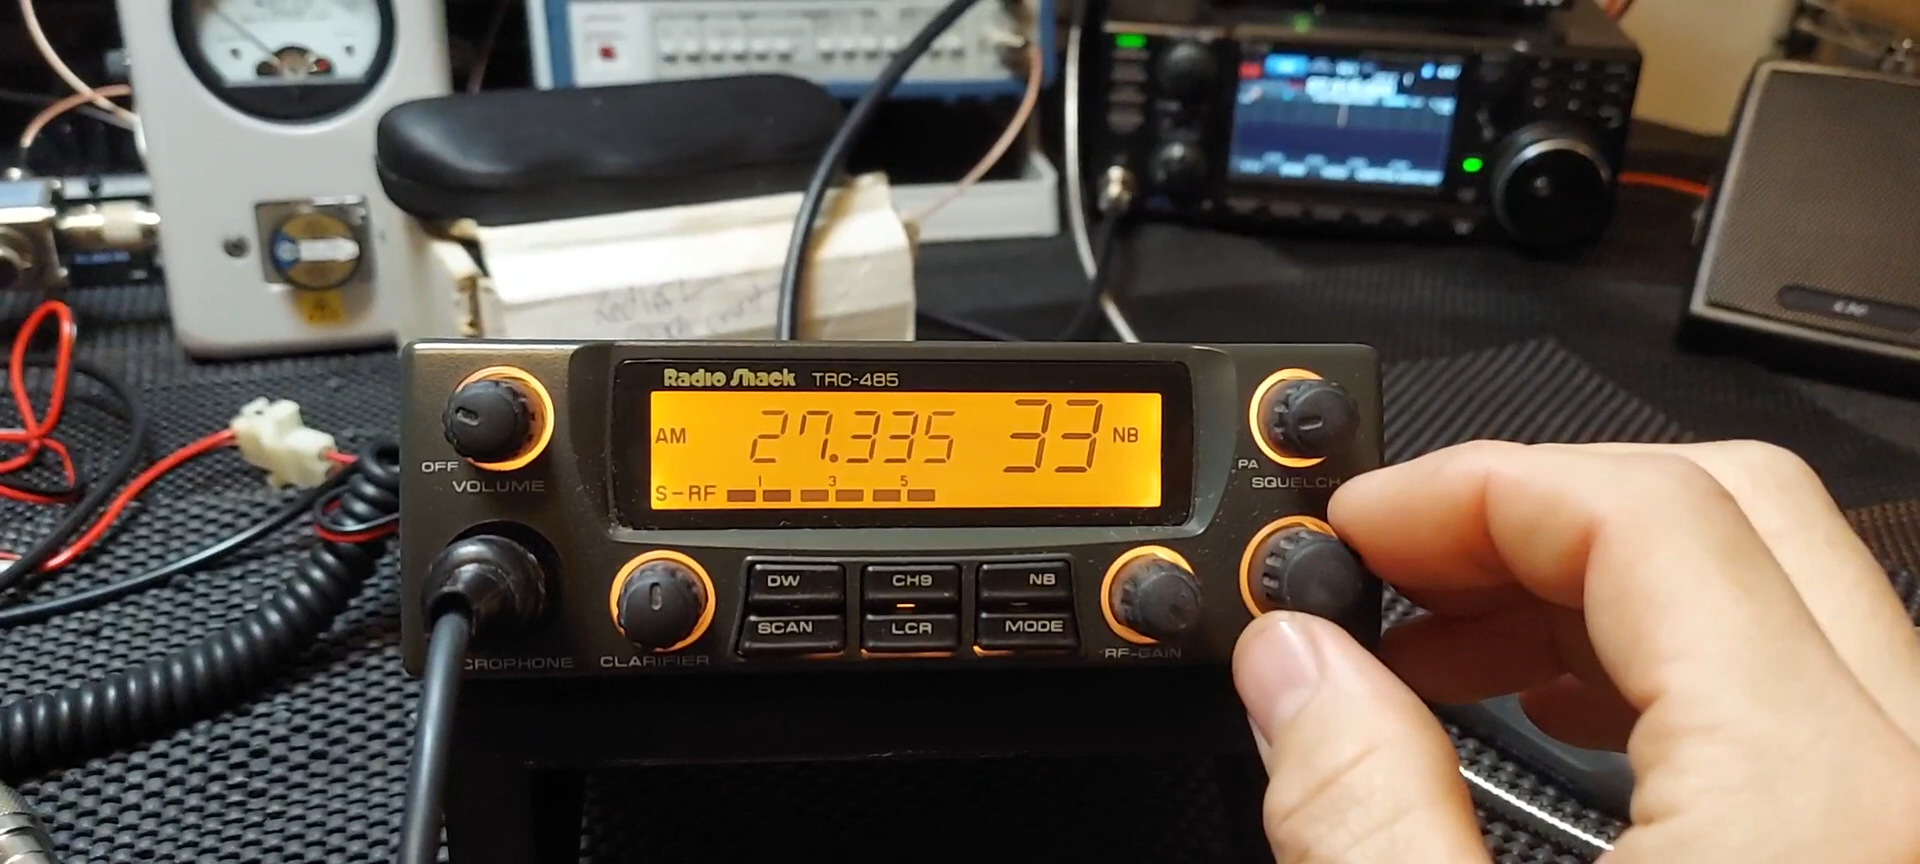 Radio Shack TRC-485
AM 27.335 33 NB
S-RF 1 3 5
OFF
VOLUME
PA
SQUELCH
DW CH9 NB
SCAN LCR MODE
CROPHONE
CLARIFIER
RF-GAIN